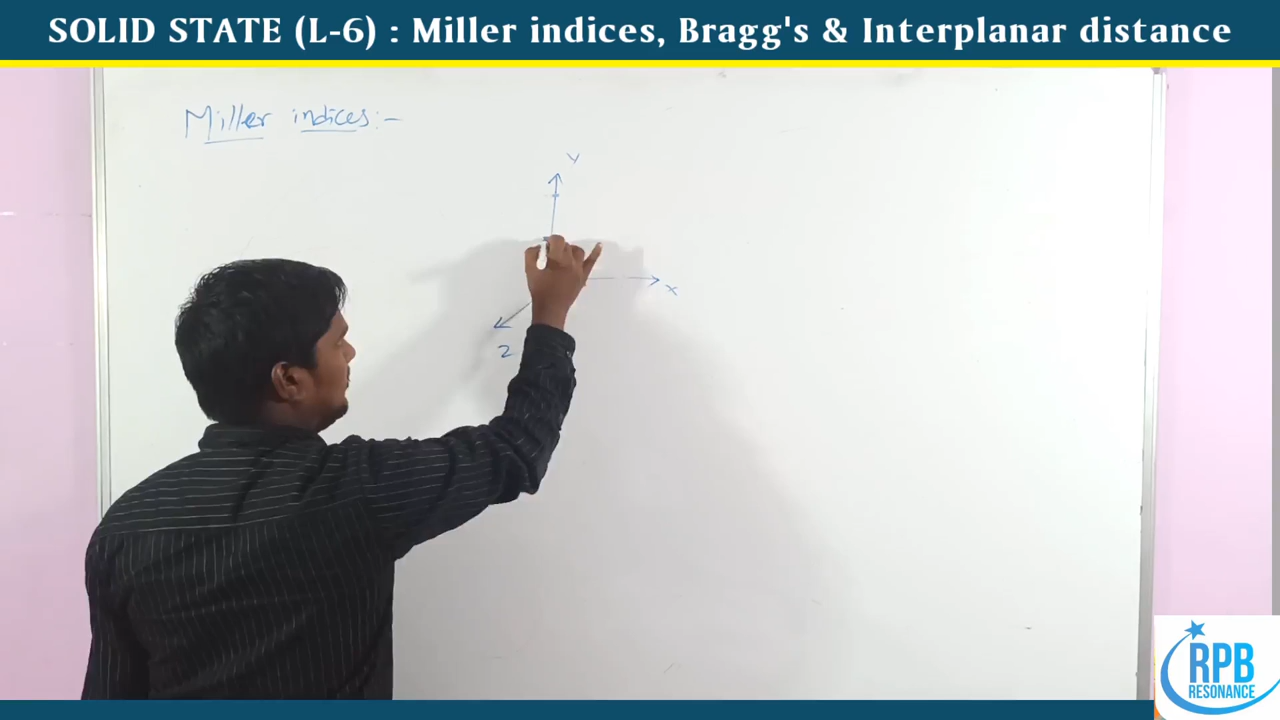 SOLID STATE (L-6) : Miller indices, Bragg's & Interplanar distance
Miller indices:-
Y
X
Z
RPB
RESONANCE